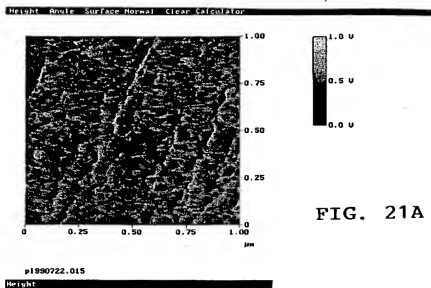 Height Angle Surface Normal Clear Calculator
1.00
0.75
0.50
0.25
0
0 0.25 0.50 0.75 1.00
µm
1.0 V
0.5 V
0.0 V
FIG. 21A
p1990722.015
Height